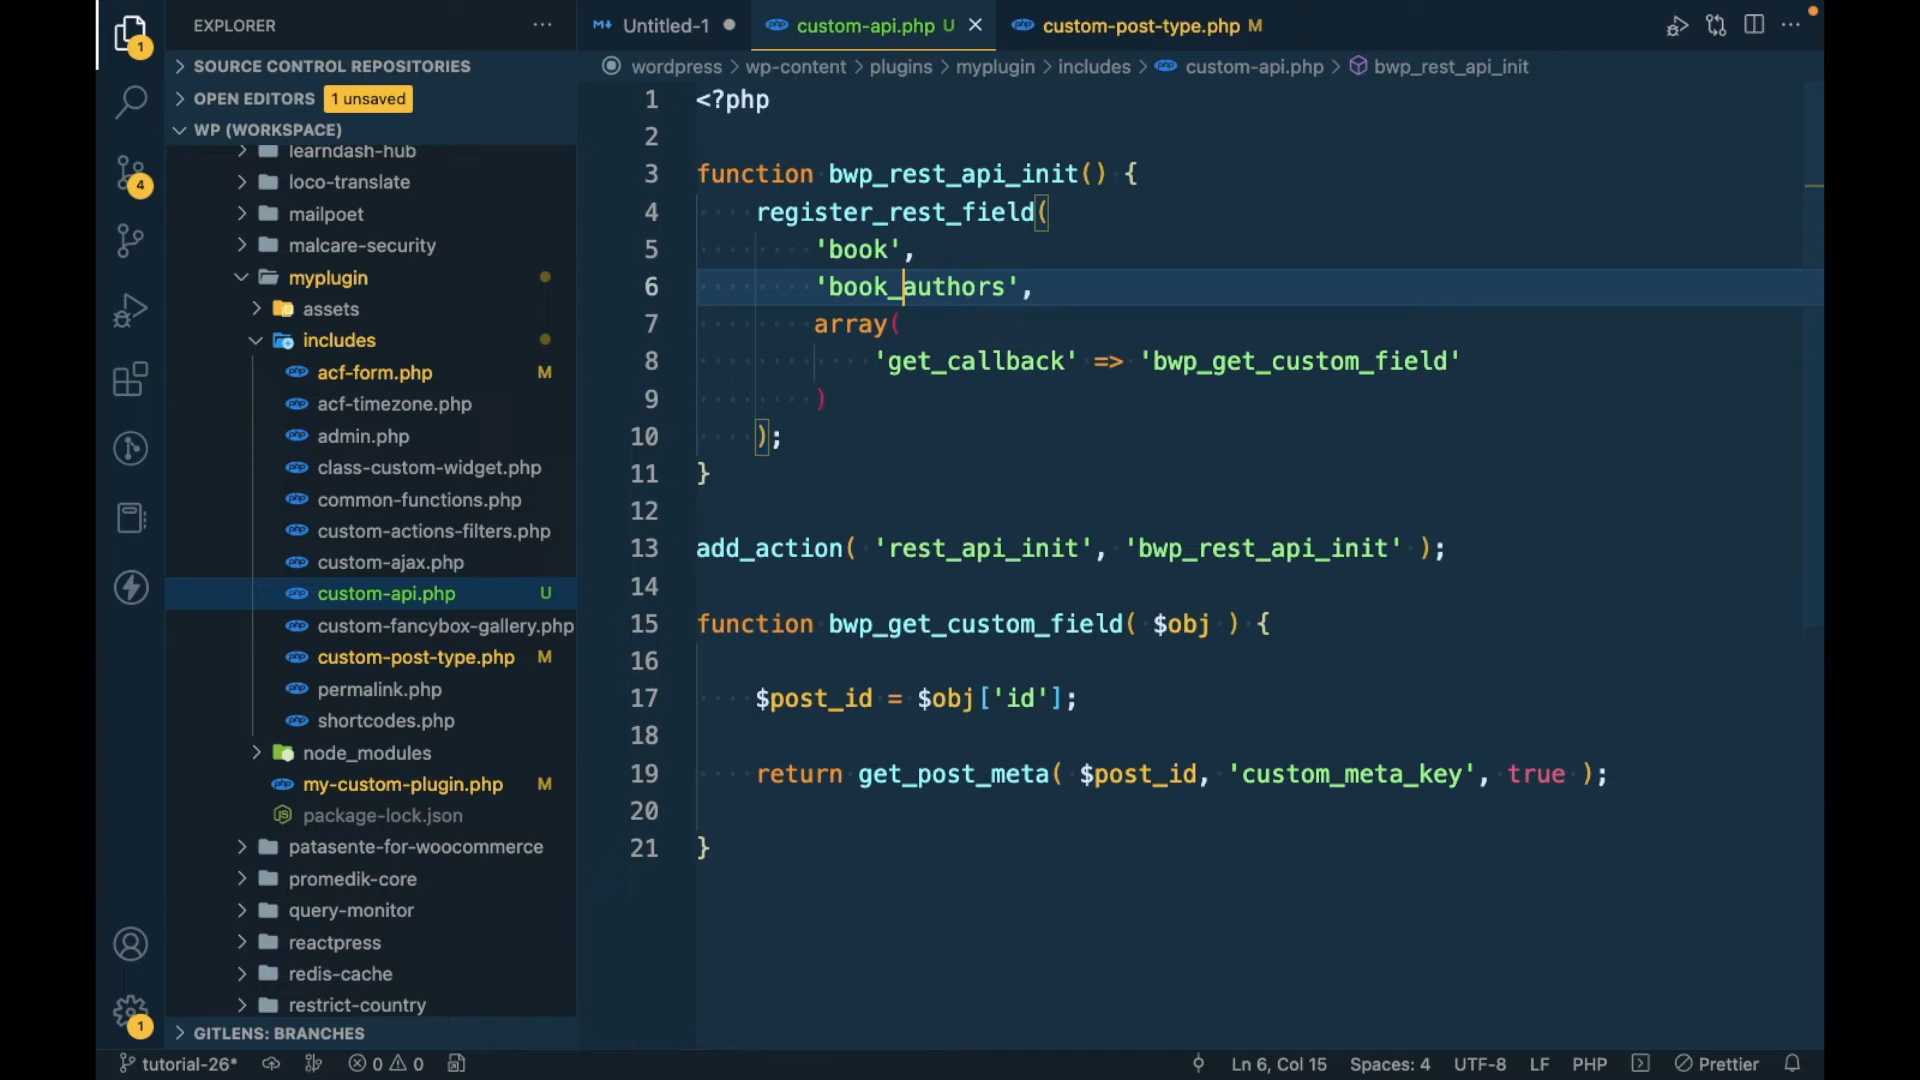 EXPLORER
Untitled-1
custom-api.php U
custom-post-type.php M
SOURCE CONTROL REPOSITORIES
OPEN EDITORS 1 unsaved
WP (WORKSPACE)
wordpress > wp-content > plugins > myplugin > includes > custom-api.php > bwp_rest_api_init
learndash-hub
loco-translate
mailpoet
malcare-security
myplugin
assets
includes
acf-form.php M
acf-timezone.php
admin.php
class-custom-widget.php
common-functions.php
custom-actions-filters.php
custom-ajax.php
custom-api.php U
custom-fancybox-gallery.php
custom-post-type.php M
permalink.php
shortcodes.php
node_modules
my-custom-plugin.php M
package-lock.json
patasente-for-woocommerce
promedik-core
query-monitor
reactpress
redis-cache
restrict-country
GITLENS: BRANCHES
1
4
1
1 <?php
2
3 function bwp_rest_api_init() {
4 register_rest_field(
5 'book',
6 'book_authors',
7 array(
8 'get_callback' => 'bwp_get_custom_field'
9 )
10 );
11 }
12
13 add_action( 'rest_api_init', 'bwp_rest_api_init' );
14
15 function bwp_get_custom_field( $obj ) {
16
17 $post_id = $obj['id'];
18
19 return get_post_meta( $post_id, 'custom_meta_key', true );
20
21 }
tutorial-26* 0 0 Ln 6, Col 15 Spaces: 4 UTF-8 LF PHP Prettier